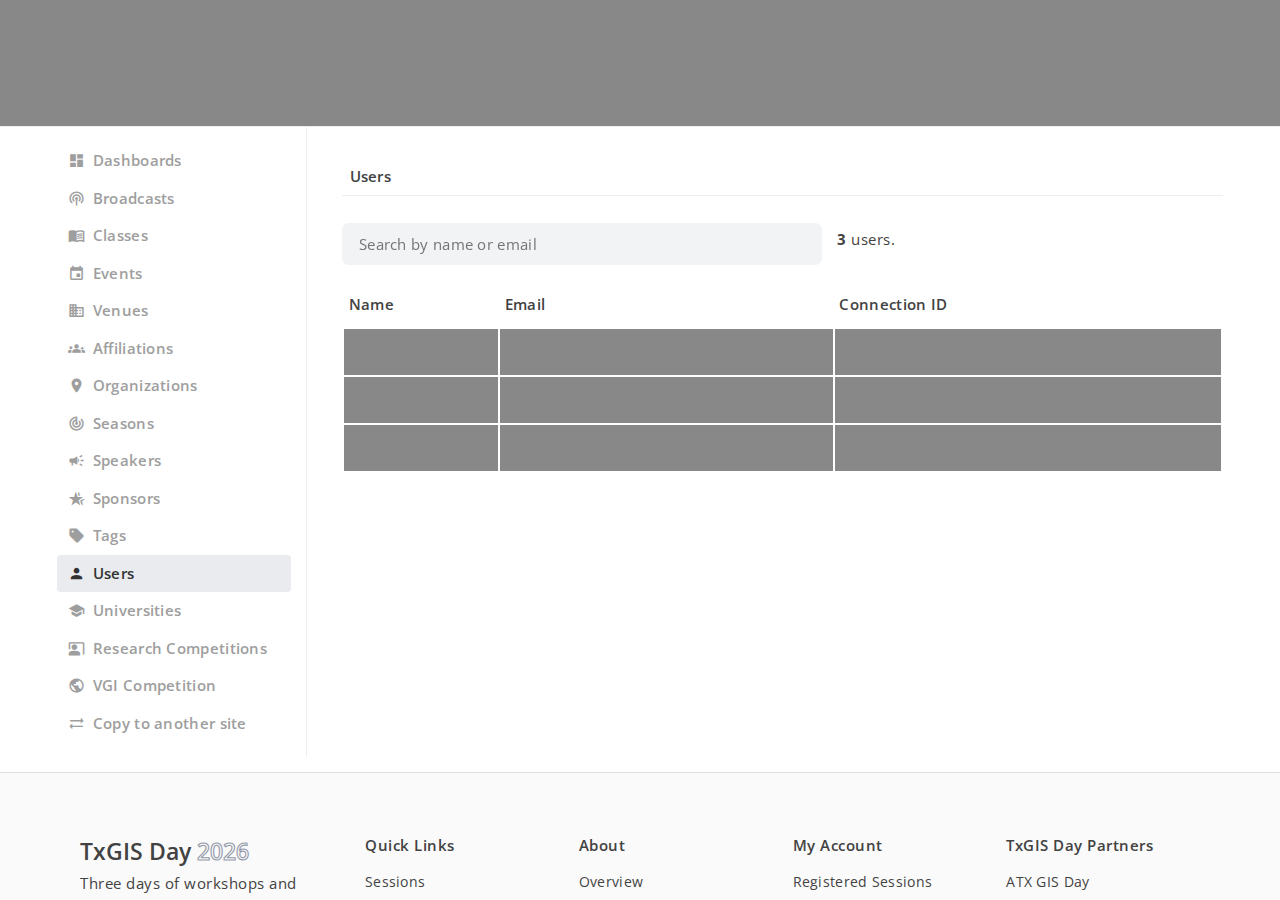 Dashboards
Broadcasts
Classes
Events
Venues
Affiliations
Organizations
Seasons
Speakers
Sponsors
Tags
Users
Universities
Research Competitions
VGI Competition
Copy to another site
Users
Search by name or email
3 users.
Name Email Connection ID
TxGIS Day 2026
Three days of workshops and
Quick Links
Sessions
About
Overview
My Account
Registered Sessions
TxGIS Day Partners
ATX GIS Day